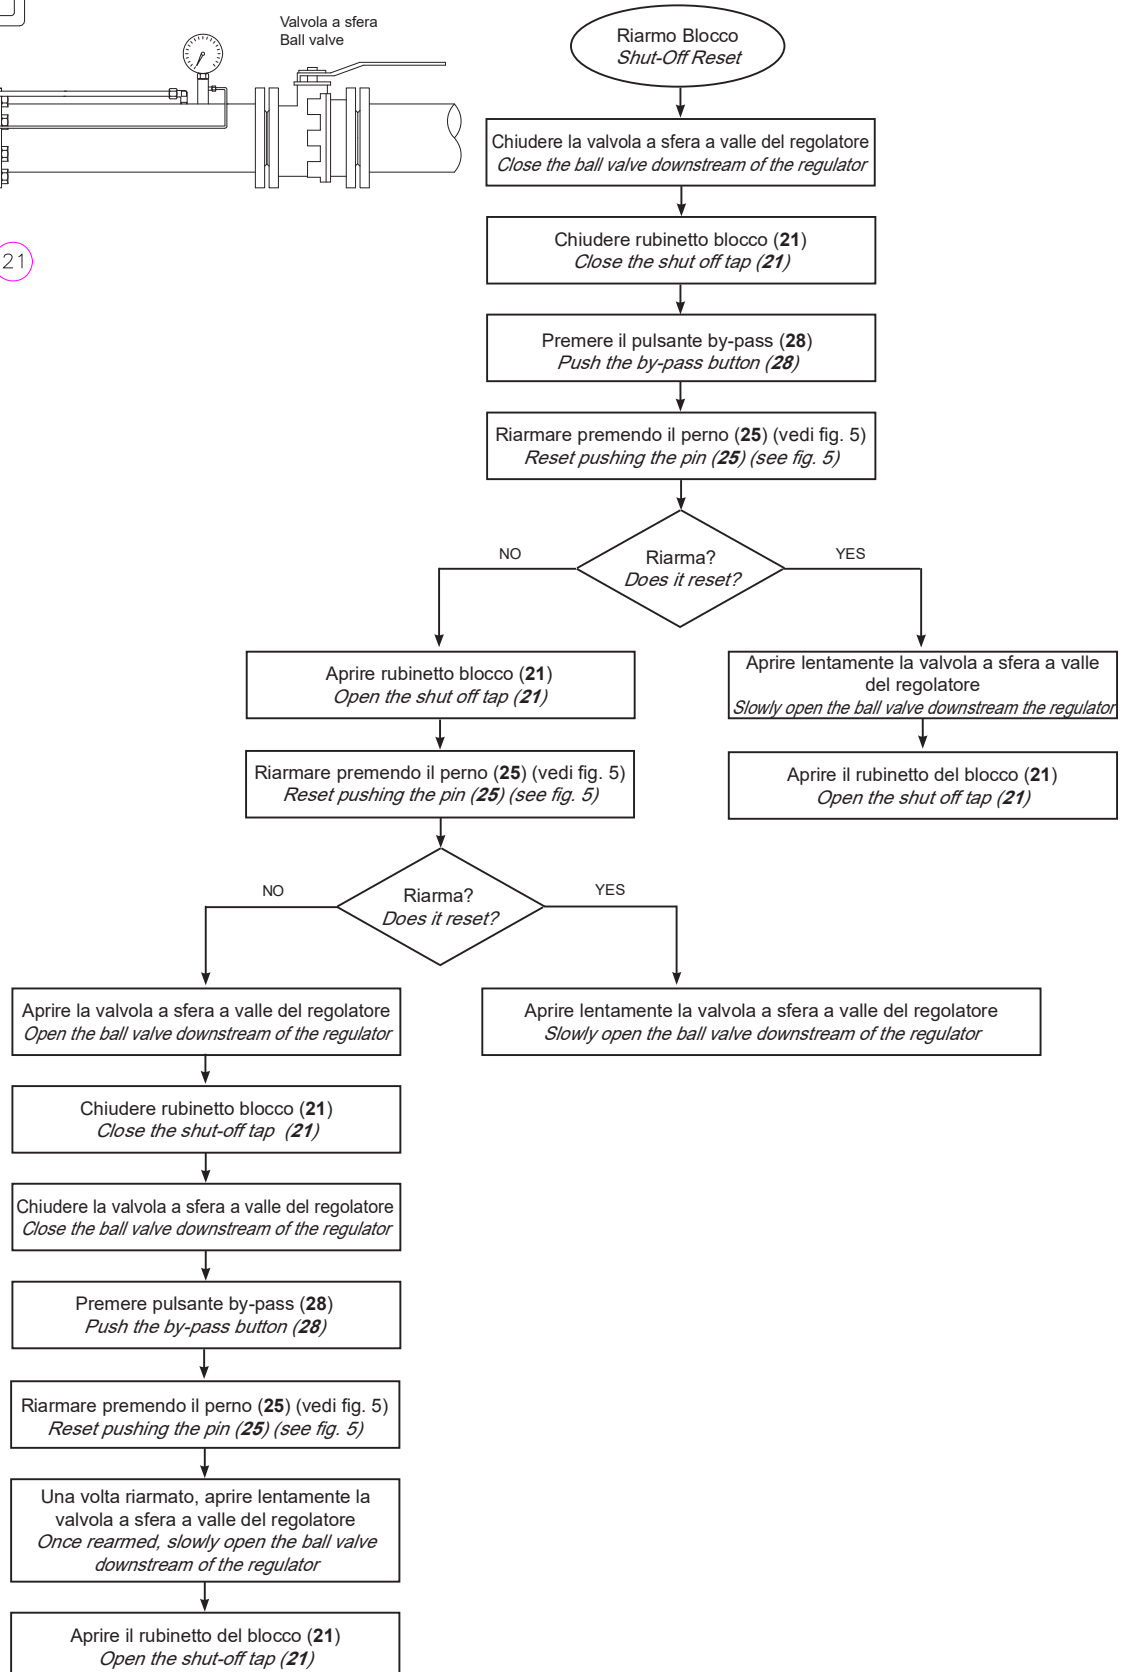 Valvola a sfera
Ball valve
21
Riarmo Blocco
Shut-Off Reset
Chiudere la valvola a sfera a valle del regolatore
Close the ball valve downstream of the regulator
Chiudere rubinetto blocco (21)
Close the shut off tap (21)
Premere il pulsante by-pass (28)
Push the by-pass button (28)
Riarmare premendo il perno (25) (vedi fig. 5)
Reset pushing the pin (25) (see fig. 5)
Riarma?
Does it reset?
NO
YES
Aprire rubinetto blocco (21)
Open the shut off tap (21)
Aprire lentamente la valvola a sfera a valle
del regolatore
Slowly open the ball valve downstream the regulator
Riarmare premendo il perno (25) (vedi fig. 5)
Reset pushing the pin (25) (see fig. 5)
Aprire il rubinetto del blocco (21)
Open the shut off tap (21)
Riarma?
Does it reset?
NO
YES
Aprire la valvola a sfera a valle del regolatore
Open the ball valve downstream of the regulator
Aprire lentamente la valvola a sfera a valle del regolatore
Slowly open the ball valve downstream of the regulator
Chiudere rubinetto blocco (21)
Close the shut-off tap (21)
Chiudere la valvola a sfera a valle del regolatore
Close the ball valve downstream of the regulator
Premere pulsante by-pass (28)
Push the by-pass button (28)
Riarmare premendo il perno (25) (vedi fig. 5)
Reset pushing the pin (25) (see fig. 5)
Una volta riarmato, aprire lentamente la
valvola a sfera a valle del regolatore
Once rearmed, slowly open the ball valve
downstream of the regulator
Aprire il rubinetto del blocco (21)
Open the shut-off tap (21)